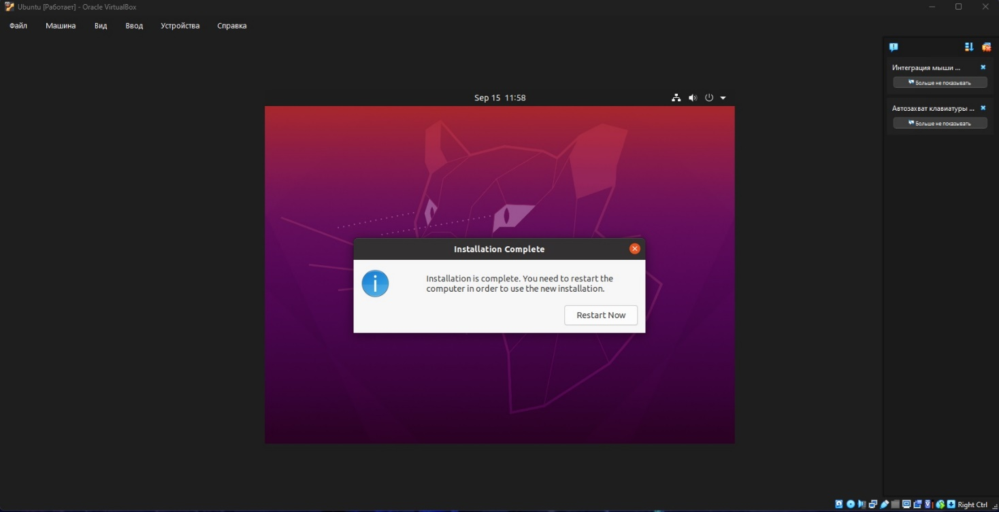 Ubuntu [Работает] - Oracle VirtualBox
Файл Машина Вид Ввод Устройства Справка
Интеграция мыши ...
Больше не показывать
Автозахват клавиатуры ...
Больше не показывать
Sep 15 11:58
Installation Complete
Installation is complete. You need to restart the
computer in order to use the new installation.
Restart Now
Right Ctrl